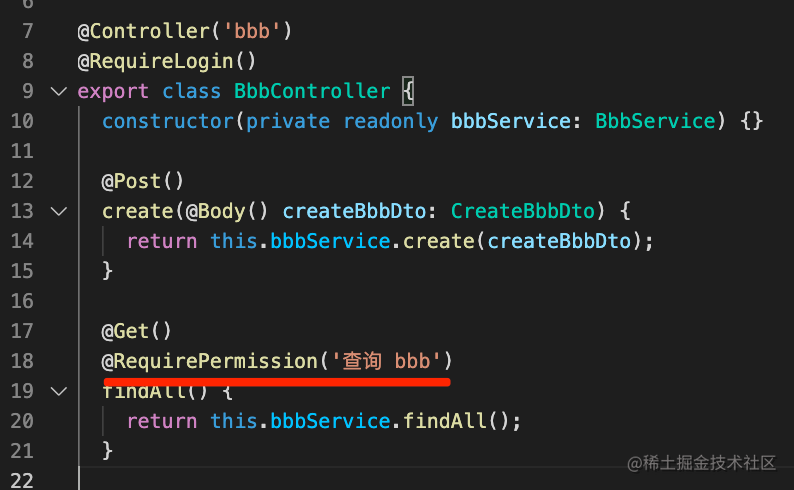 6
7 @Controller('bbb')
8 @RequireLogin()
9 export class BbbController {
10 constructor(private readonly bbbService: BbbService) {}
11
12 @Post()
13 create(@Body() createBbbDto: CreateBbbDto) {
14 return this.bbbService.create(createBbbDto);
15 }
16
17 @Get()
18 @RequirePermission('查询 bbb')
19 findAll() {
20 return this.bbbService.findAll();
21 }
22
@稀土掘金技术社区